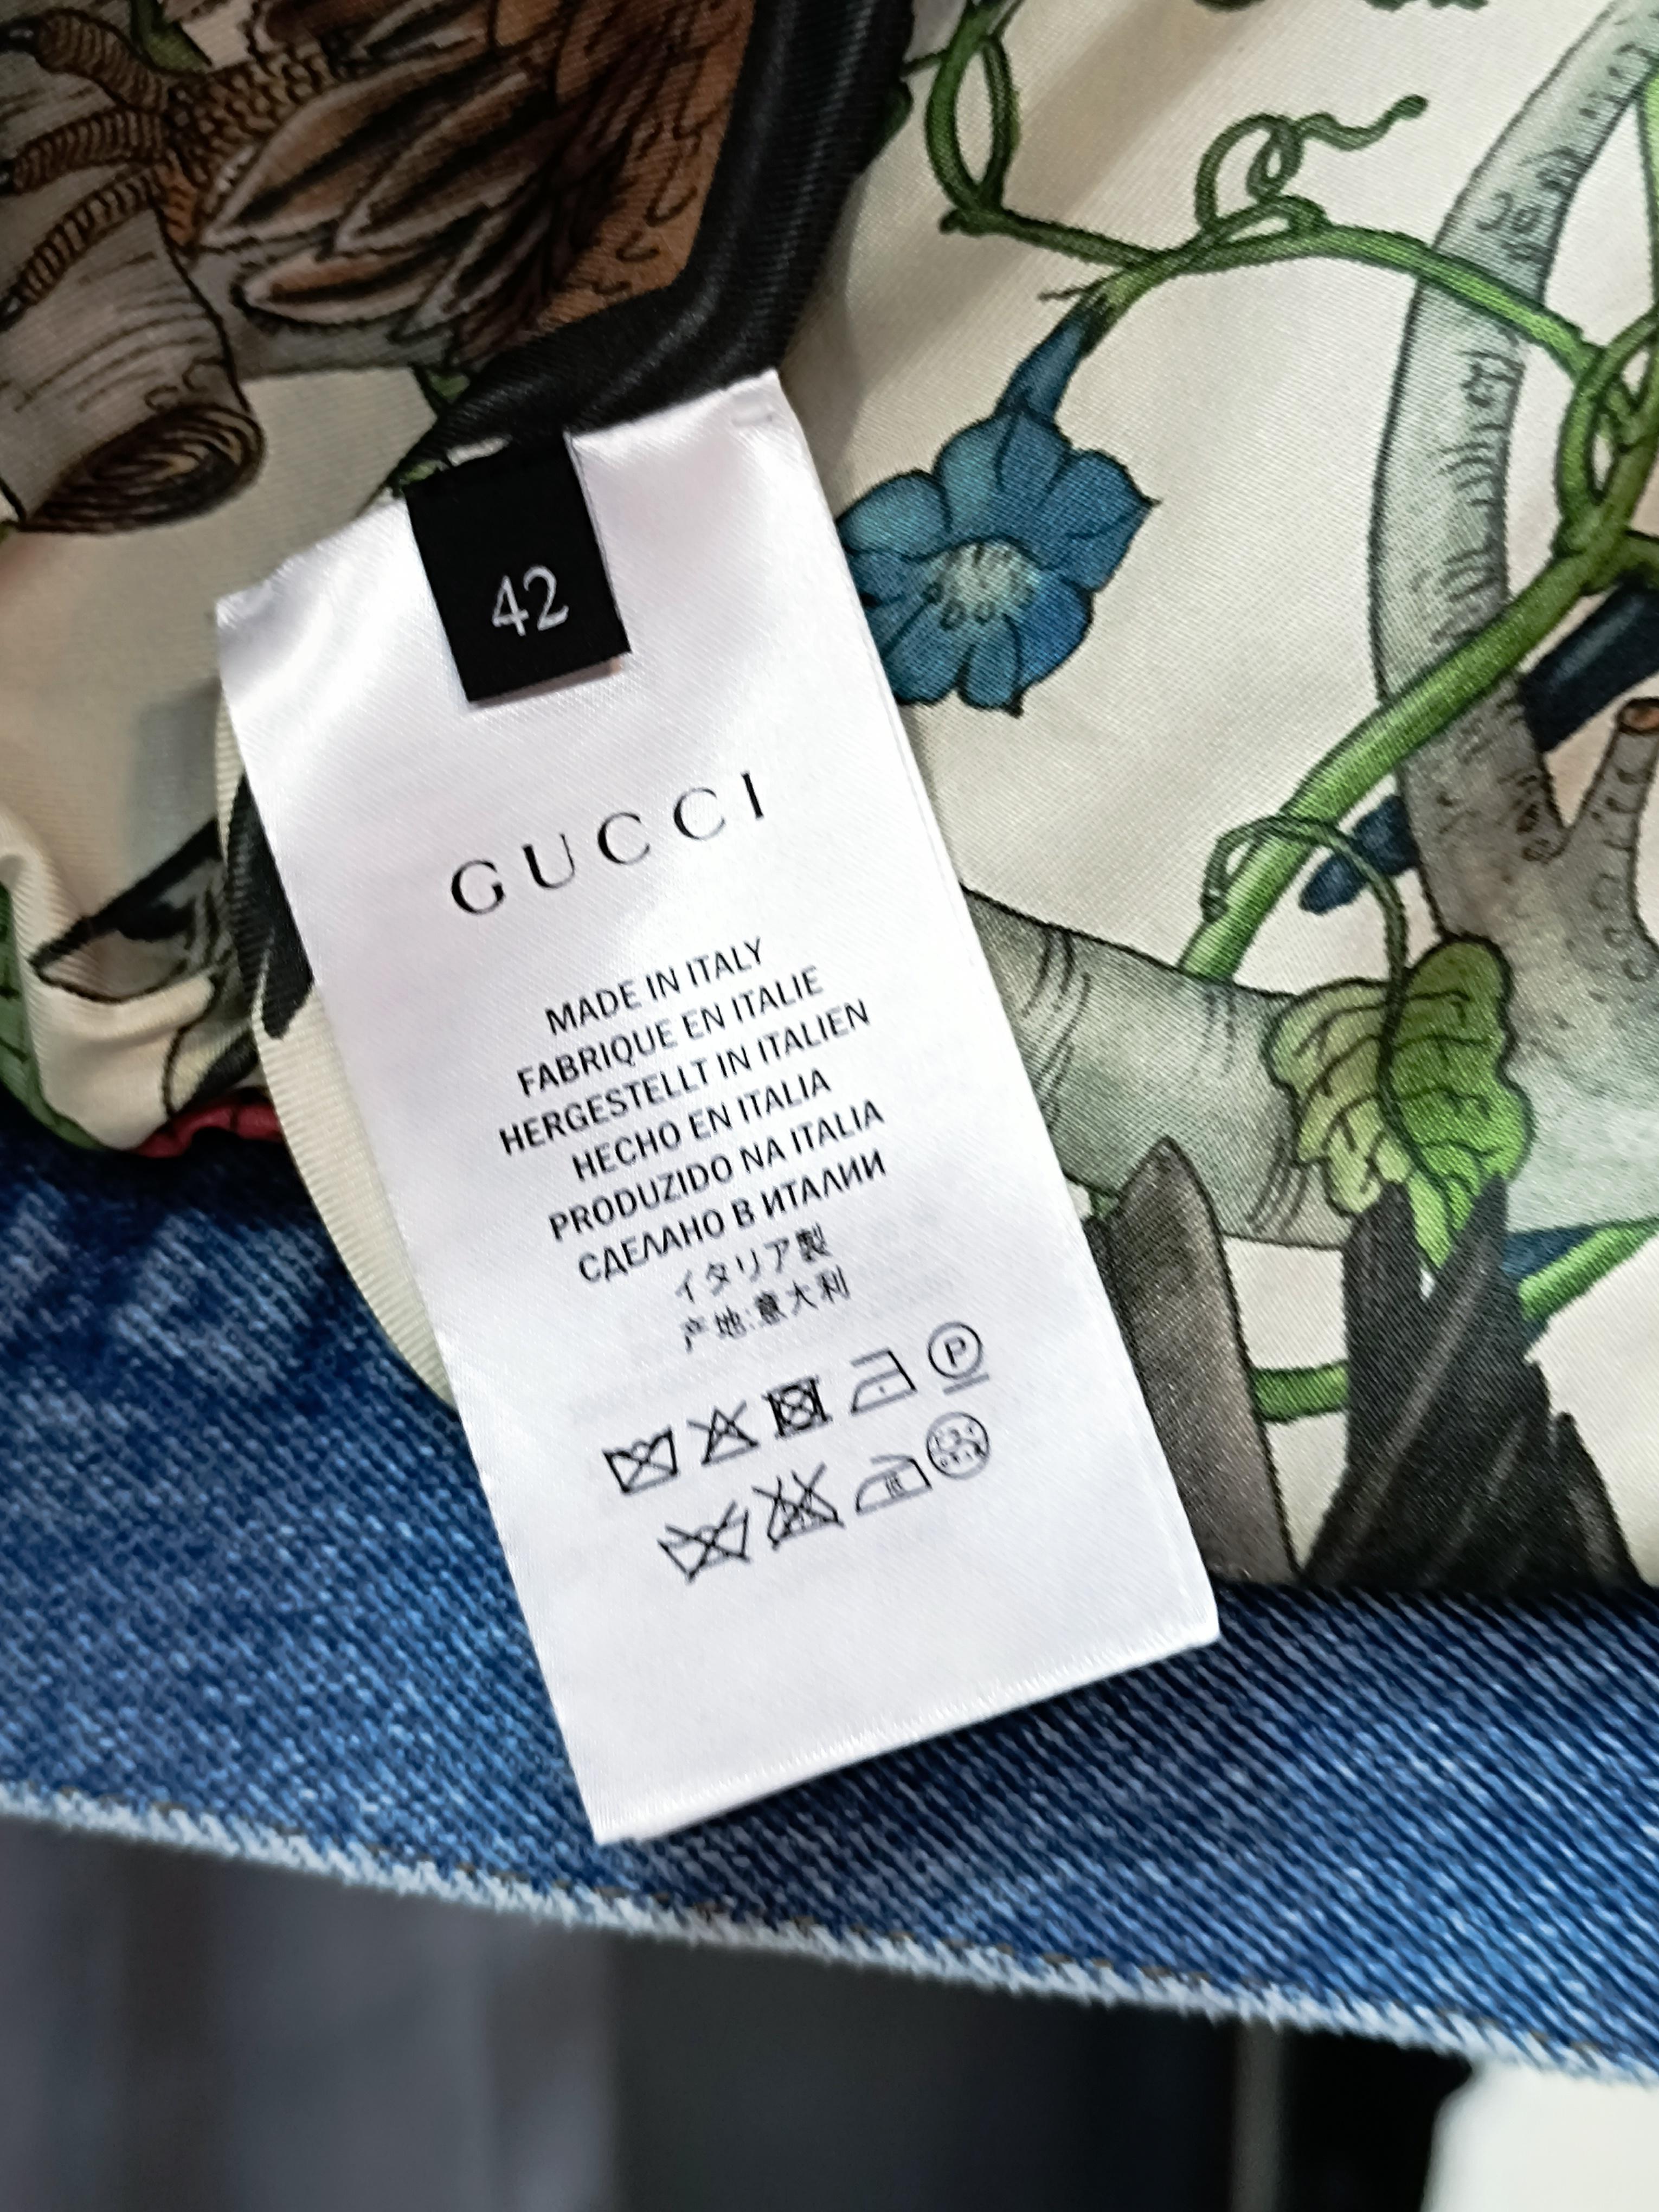 42
GUCCI
MADE IN ITALY
FABRIQUE EN ITALIE
HERGESTELLT IN ITALIEN
HECHO EN ITALIA
PRODUZIDO NA ITALIA
СДЕЛАНО В ИТАЛИИ
イタリア製
产地:意大利
P